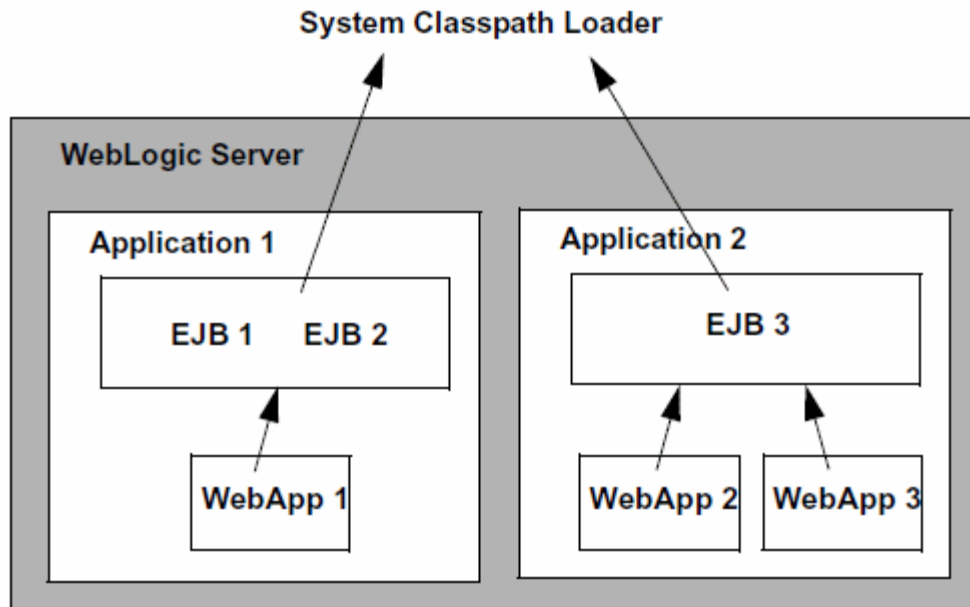 System Classpath Loader
WebLogic Server
Application 1
Application 2
EJB 1 EJB 2
EJB 3
WebApp 1
WebApp 2
WebApp 3